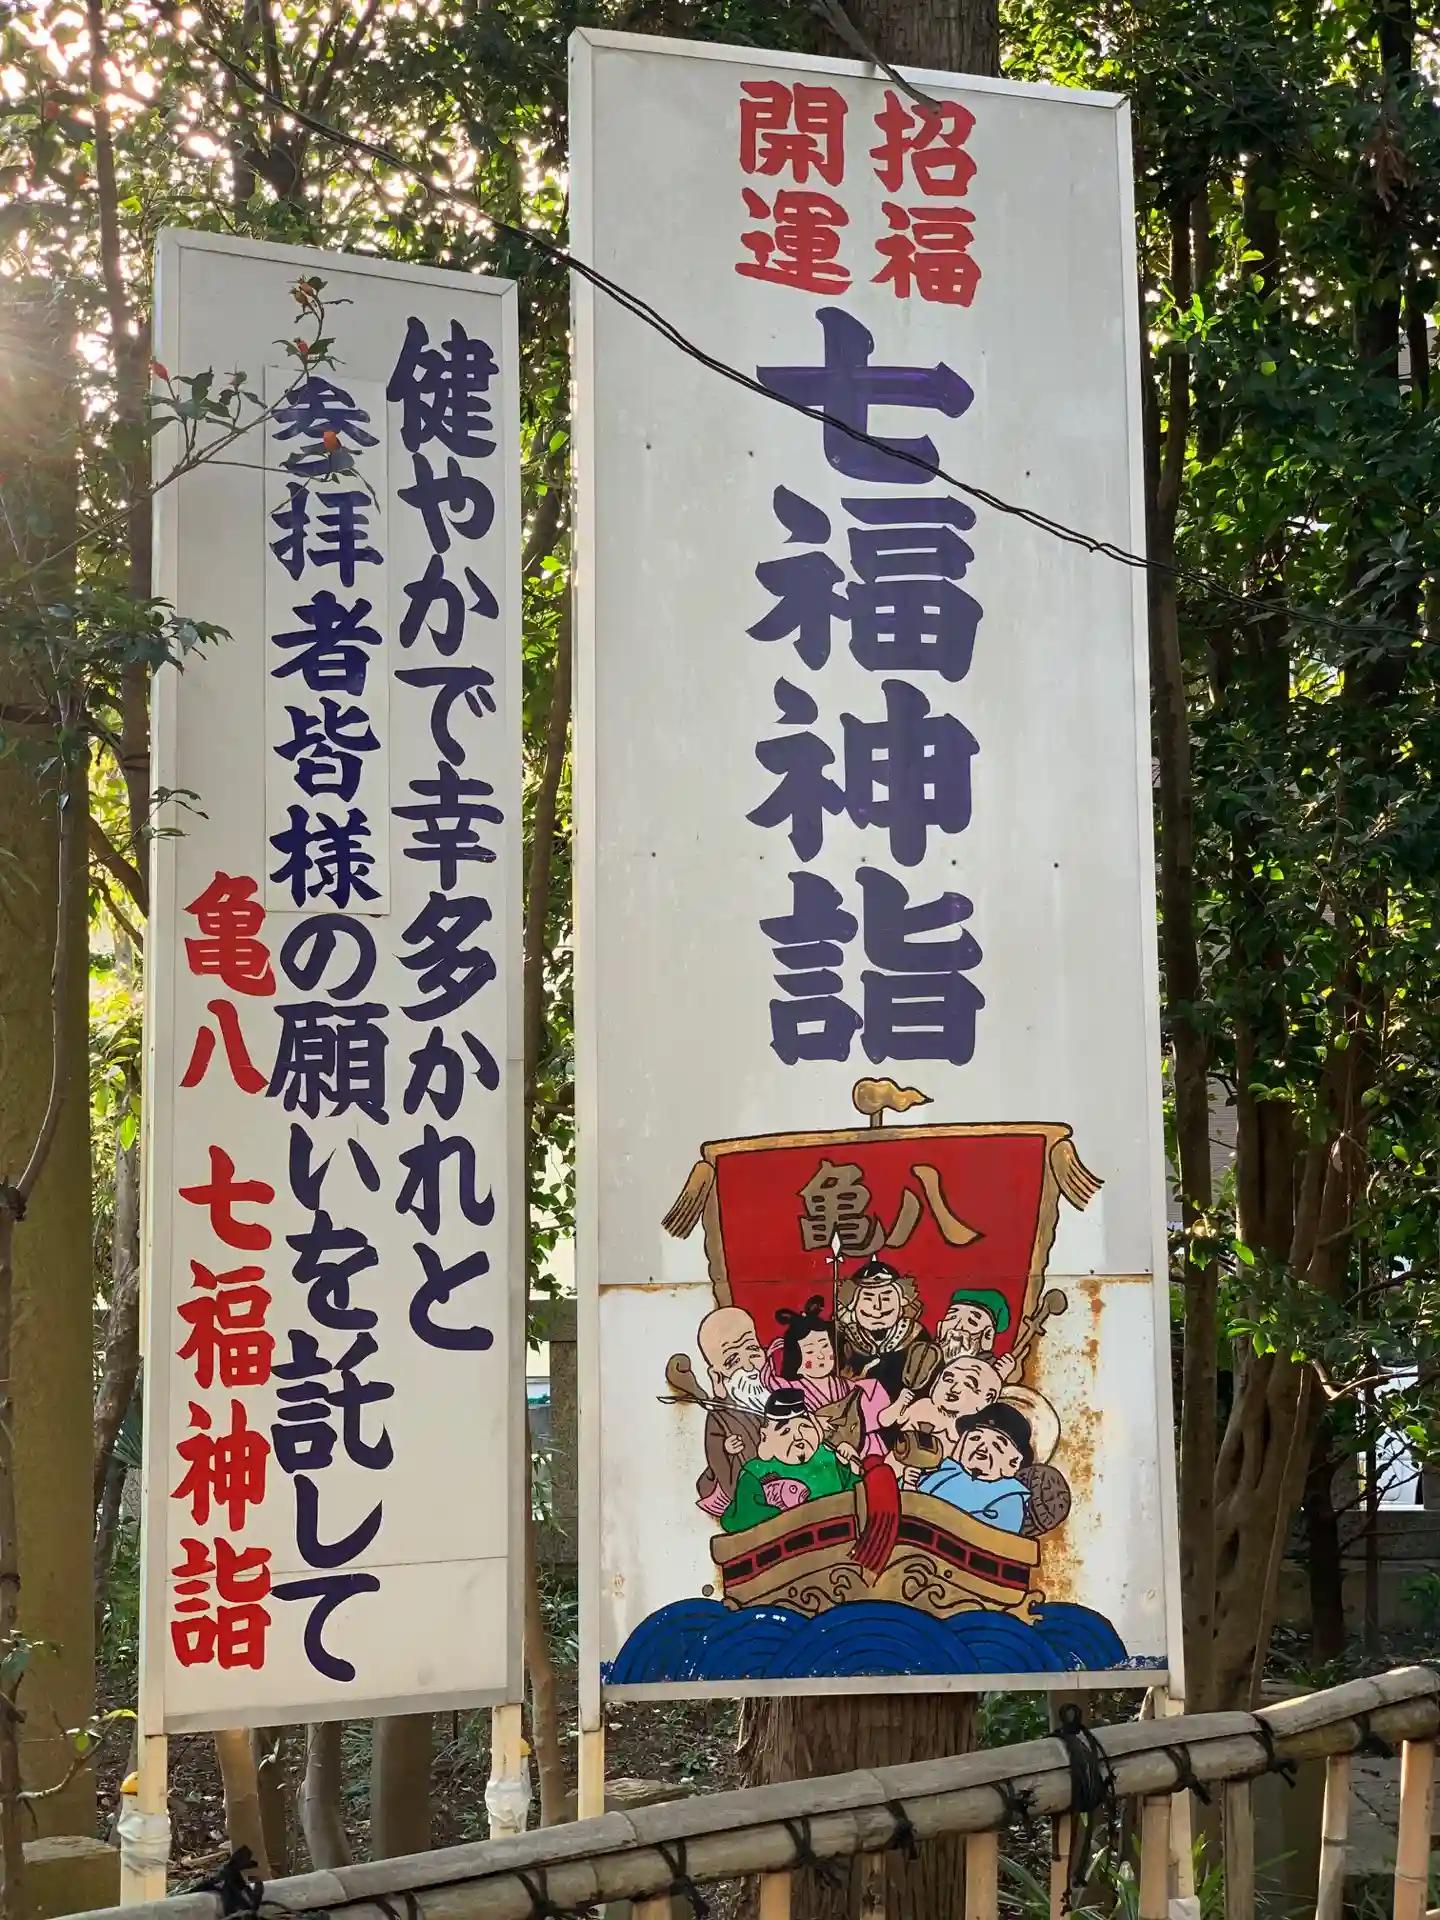 招福
開運
七福神詣
亀八
健やかで幸多かれと
参拝者皆様の願いを託して
亀八 七福神詣